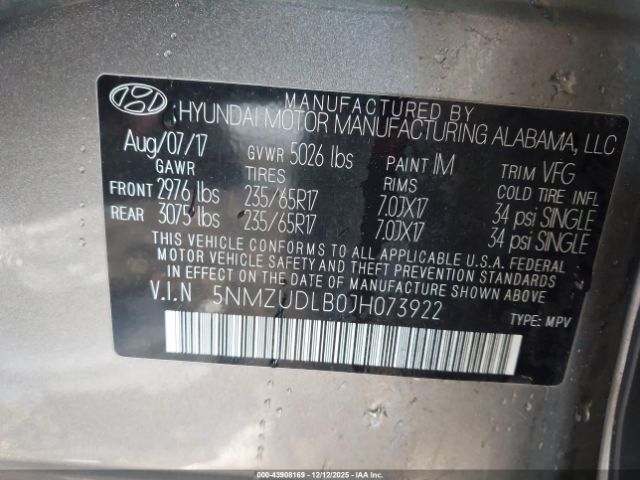 MANUFACTURED BY
HYUNDAI MOTOR MANUFACTURING ALABAMA, LLC
Aug/07/17 GVWR 5026 lbs PAINT IM TRIM VFG
GAWR TIRES RIMS COLD TIRE INFL
FRONT 2976 lbs 235/65R17 7.0JX17 34 psi SINGLE
REAR 3075 lbs 235/65R17 7.0JX17 34 psi SINGLE
THIS VEHICLE CONFORMS TO ALL APPLICABLE U.S.A. FEDERAL
MOTOR VEHICLE SAFETY AND THEFT PREVENTION STANDARDS
IN EFFECT ON THE DATE OF MANUFACTURE SHOWN ABOVE.
V.I.N 5NMZUDLB0JH073922
TYPE: MPV
000-43908169 | 12/12/2025 - Copyright © IAA, LLC